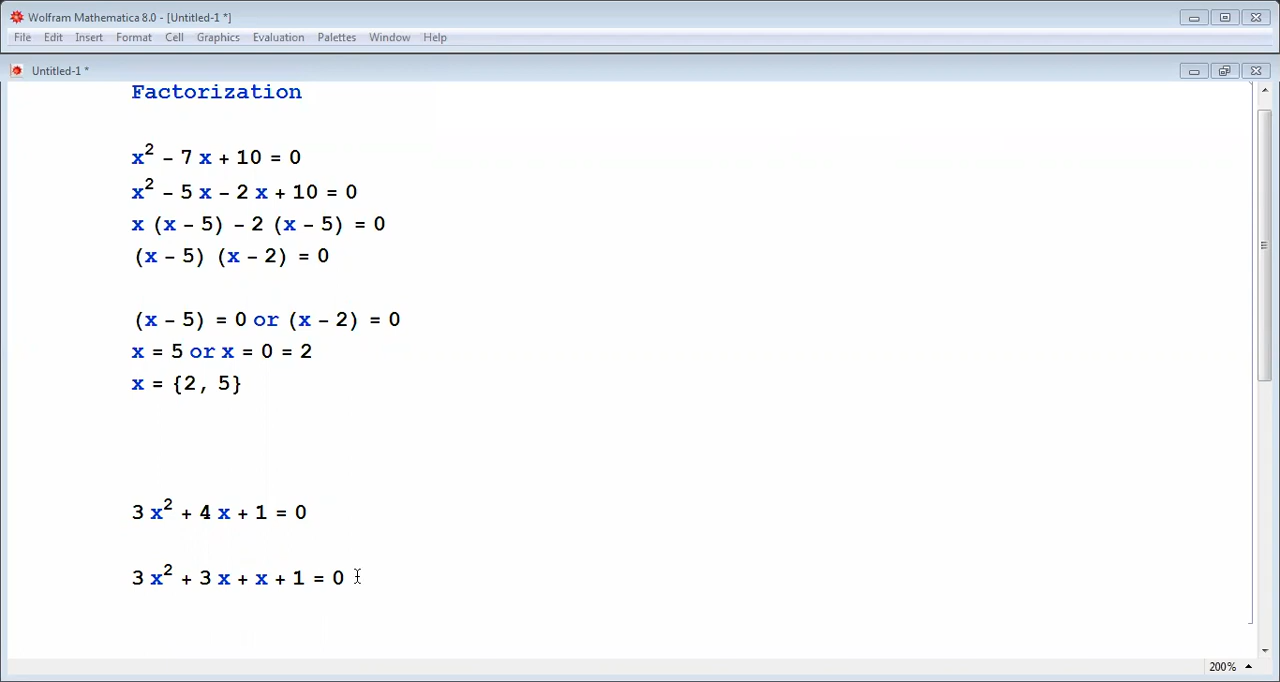 Wolfram Mathematica 8.0 - [Untitled-1 *]
File Edit Insert Format Cell Graphics Evaluation Palettes Window Help
Untitled-1 *
Factorization
x² - 7 x + 10 = 0
x² - 5 x - 2 x + 10 = 0
x (x - 5) - 2 (x - 5) = 0
(x - 5) (x - 2) = 0
(x - 5) = 0 or (x - 2) = 0
x = 5 or x = 0 = 2
x = {2, 5}
3 x² + 4 x + 1 = 0
3 x² + 3 x + x + 1 = 0
200%